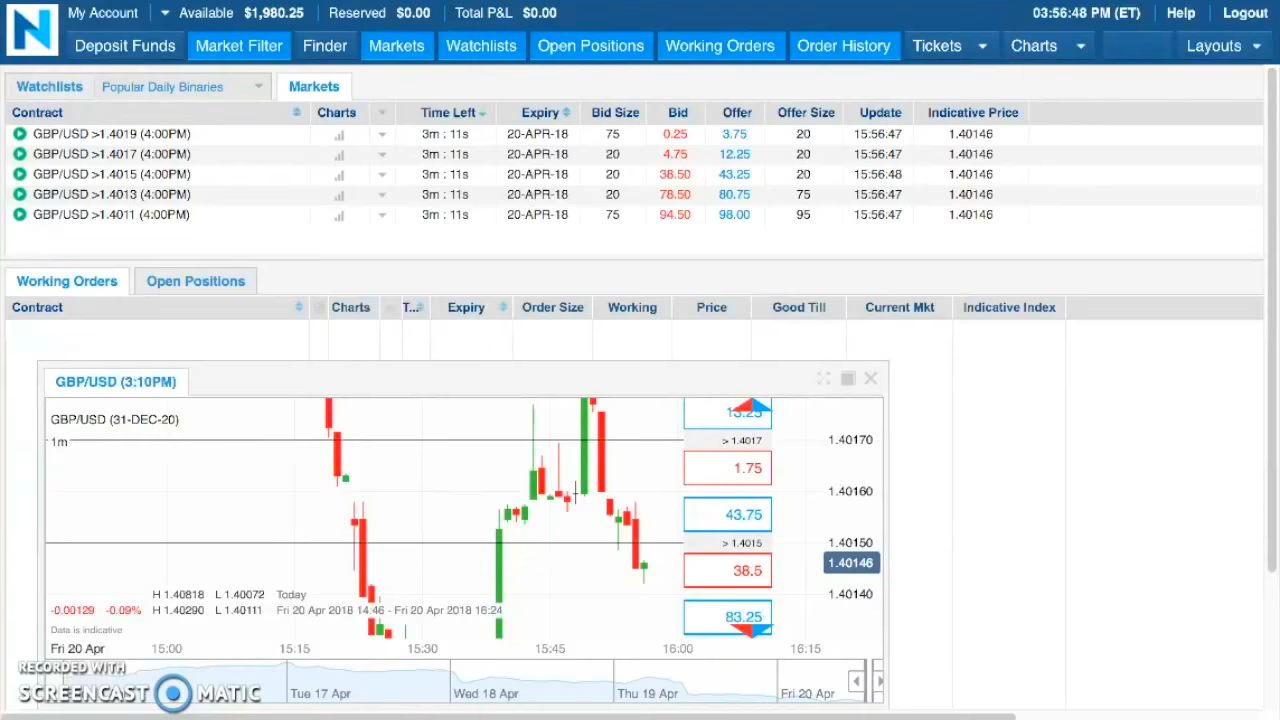 N My Account Available $1,980.25 Reserved $0.00 Total P&L $0.00 03:56:48 PM (ET) Help Logout
Deposit Funds Market Filter Finder Markets Watchlists Open Positions Working Orders Order History Tickets Charts Layouts
Watchlists Popular Daily Binaries Markets
Contract Charts Time Left Expiry Bid Size Bid Offer Offer Size Update Indicative Price
GBP/USD >1.4019 (4:00PM) 3m : 11s 20-APR-18 75 0.25 3.75 20 15:56:47 1.40146
GBP/USD >1.4017 (4:00PM) 3m : 11s 20-APR-18 20 4.75 12.25 20 15:56:47 1.40146
GBP/USD >1.4015 (4:00PM) 3m : 11s 20-APR-18 20 38.50 43.25 20 15:56:48 1.40146
GBP/USD >1.4013 (4:00PM) 3m : 11s 20-APR-18 20 78.50 80.75 75 15:56:47 1.40146
GBP/USD >1.4011 (4:00PM) 3m : 11s 20-APR-18 75 94.50 98.00 95 15:56:47 1.40146
Working Orders Open Positions
Contract Charts T... Expiry Order Size Working Price Good Till Current Mkt Indicative Index
GBP/USD (3:10PM)
GBP/USD (31-DEC-20) 13.25
1m > 1.4017 1.40170
1.75
1.40160
43.75
> 1.4015 1.40150
1.40146
38.5
H 1.40818 L 1.40072 Today 1.40140
-0.00129 -0.09% H 1.40290 L 1.40111 Fri 20 Apr 2018 14:46 - Fri 20 Apr 2018 16:24
83.25
Data is indicative
Fri 20 Apr 15:00 15:15 15:30 15:45 16:00 16:15
RECORDED WITH
SCREENCAST MATIC
Tue 17 Apr Wed 18 Apr Thu 19 Apr Fri 20 Apr